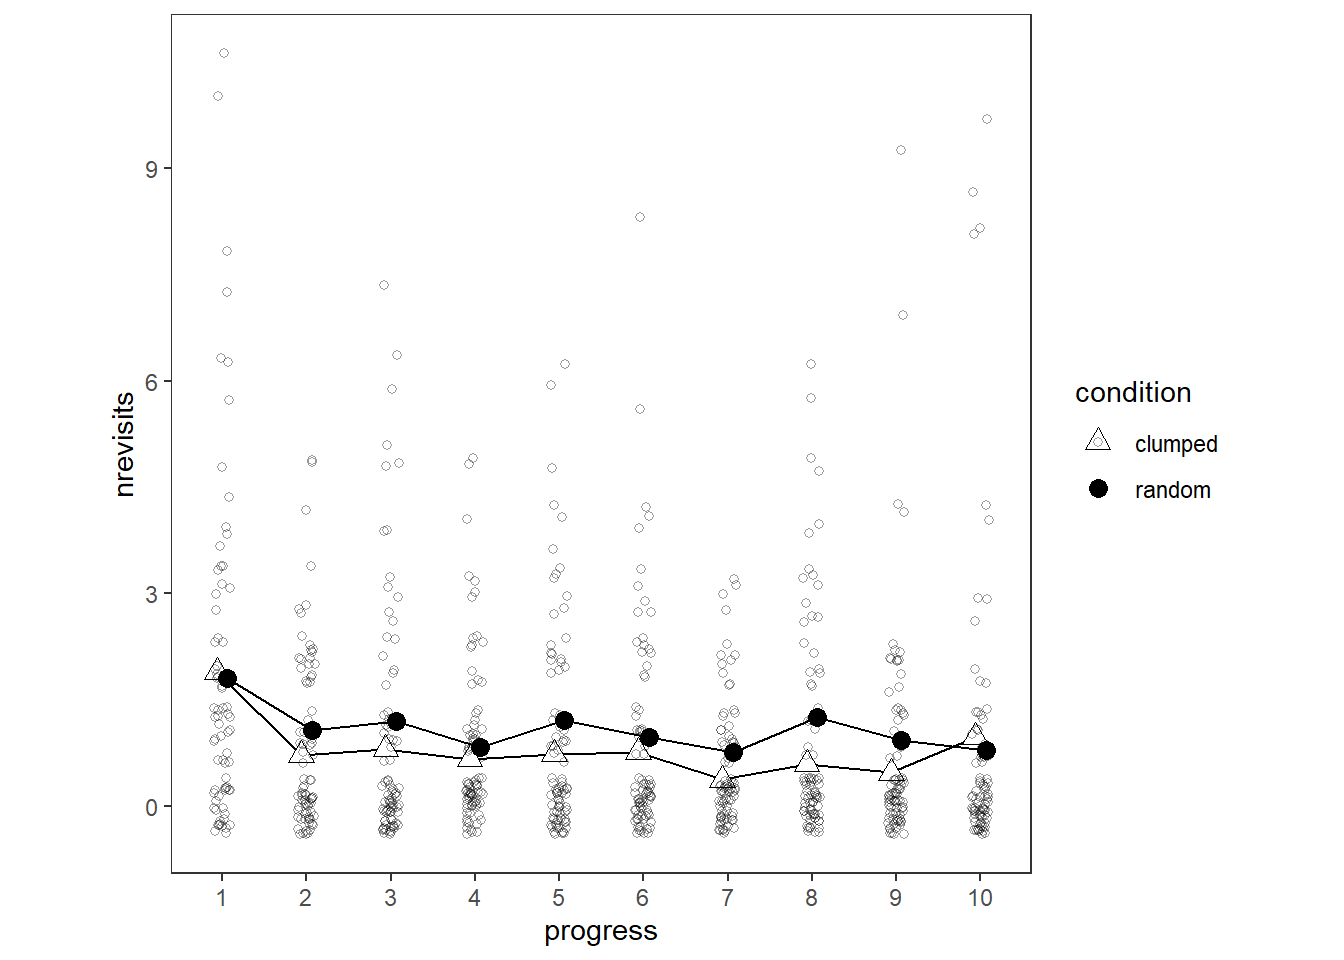 9
6
3
0
nrevisits
1 2 3 4 5 6 7 8 9 10
progress
condition
clumped
random